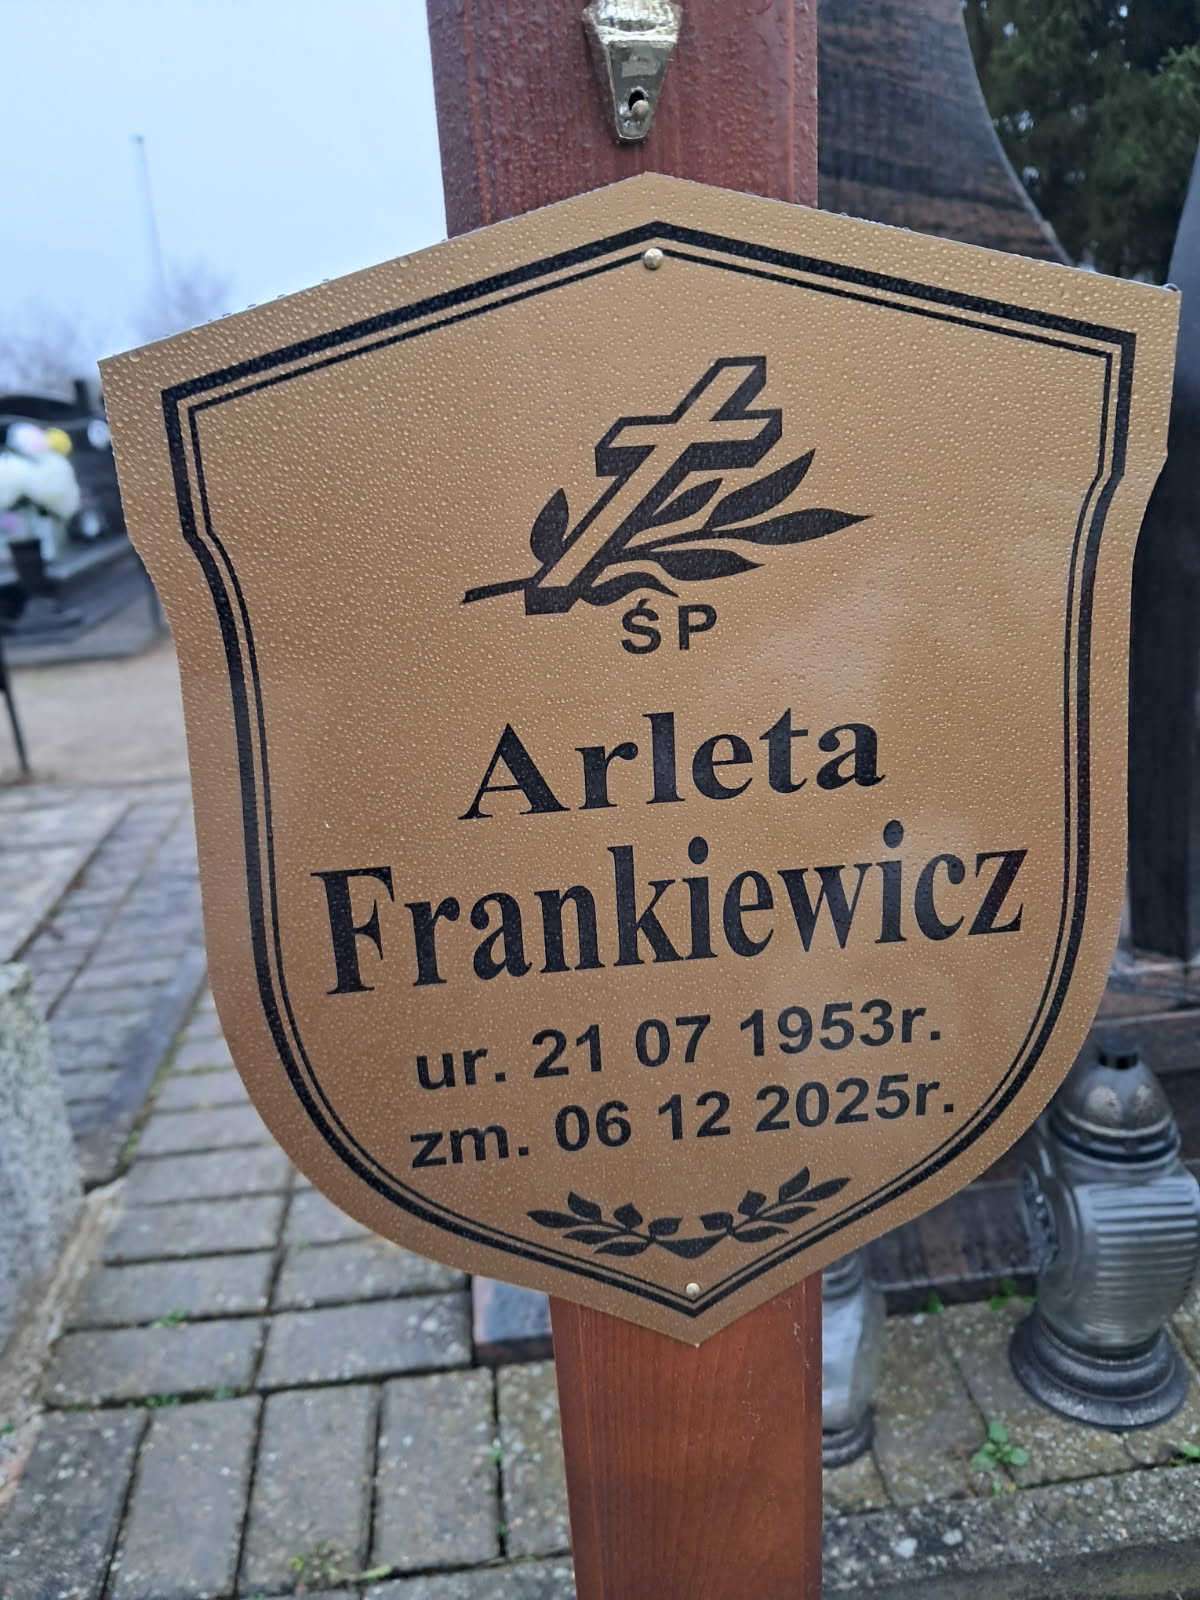 ŚP
Arleta
Frankiewicz
ur. 21 07 1953r.
zm. 06 12 2025r.